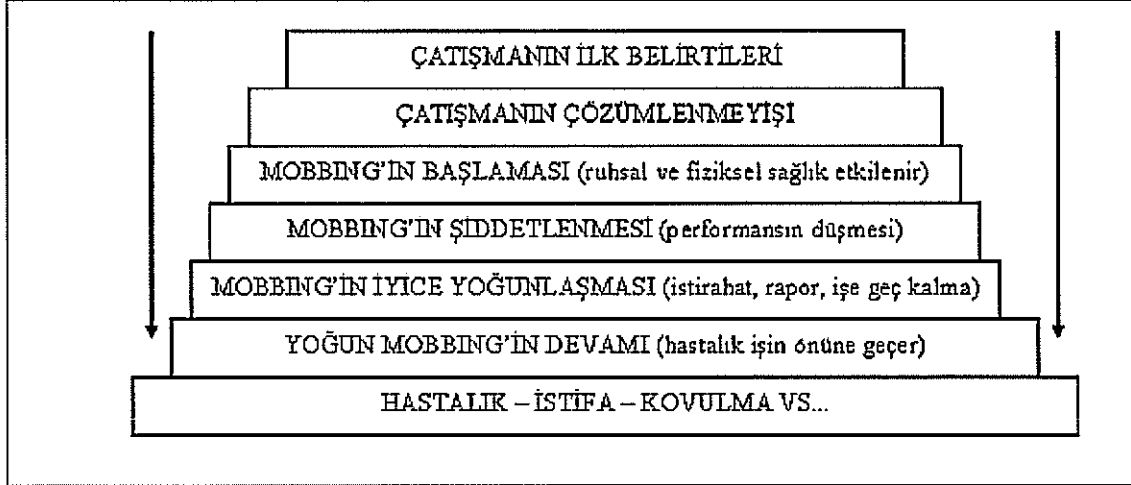 ÇATIŞMANIN İLK BELİRTİLERİ
ÇATIŞMANIN ÇÖZÜMLENMEYİŞİ
MOBBING'İN BAŞLAMASI (ruhsal ve fiziksel sağlık etkilenir)
MOBBING'İN ŞİDDETLENMESİ (performansın düşmesi)
MOBBING'İN İYİCE YOĞUNLAŞMASI (istirahat, rapor, işe geç kalma)
YOĞUN MOBBING'İN DEVAMI (hastalık işin önüne geçer)
HASTALIK – İSTİFA – KOVULMA VS...